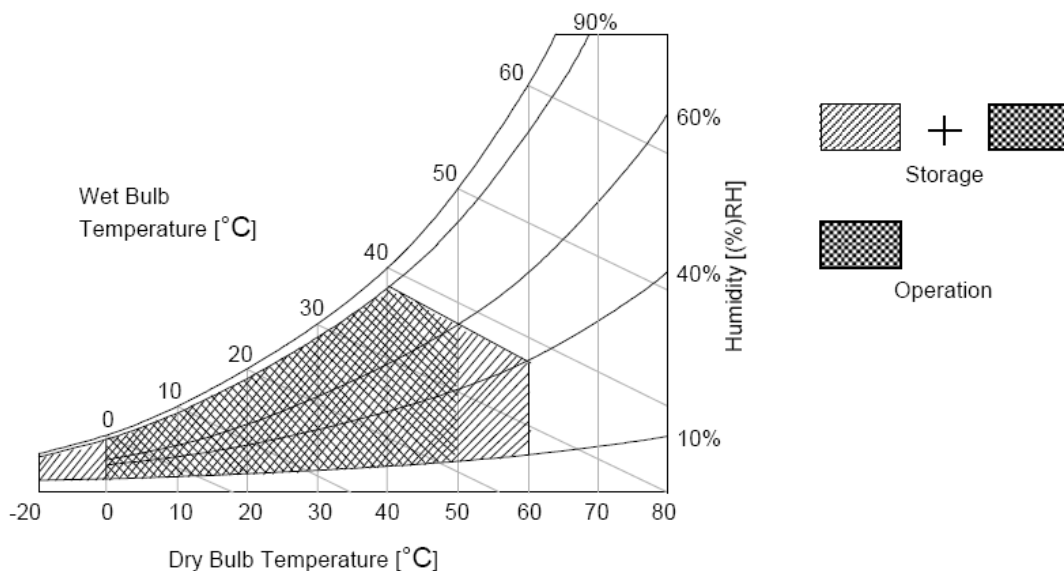 90%
60
60%
50
Storage
Wet Bulb
Temperature [°C]
40
40%
Humidity [(%)RH]
30
Operation
20
10
0
10%
-20 0 10 20 30 40 50 60 70 80
Dry Bulb Temperature [°C]